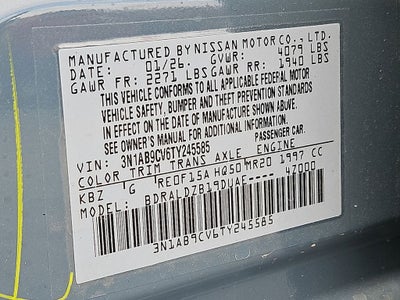 MANUFACTURED BY NISSAN MOTOR CO., LTD.
DATE: 01/26. GVWR: 4079 LBS
GAWR FR: 2271 LBS GAWR RR: 1940 LBS
THIS VEHICLE CONFORMS TO ALL APPLICABLE FEDERAL MOTOR
VEHICLE SAFETY, BUMPER AND THEFT PREVENTION STANDARDS
IN EFFECT ON THE DATE OF MANUFACTURE SHOWN ABOVE.
SEE OWNER'S MANUAL FOR ADDITIONAL INFORMATION.
VIN: 3N1AB9CV6TY245585 PASSENGER CAR.
COLOR TRIM TRANS AXLE ENGINE
KBZ G RE0F15A HQ50 MR20 1997 CC
MODEL: BDRALDZB19DUAE---- 47000
3N1AB9CV6TY245585